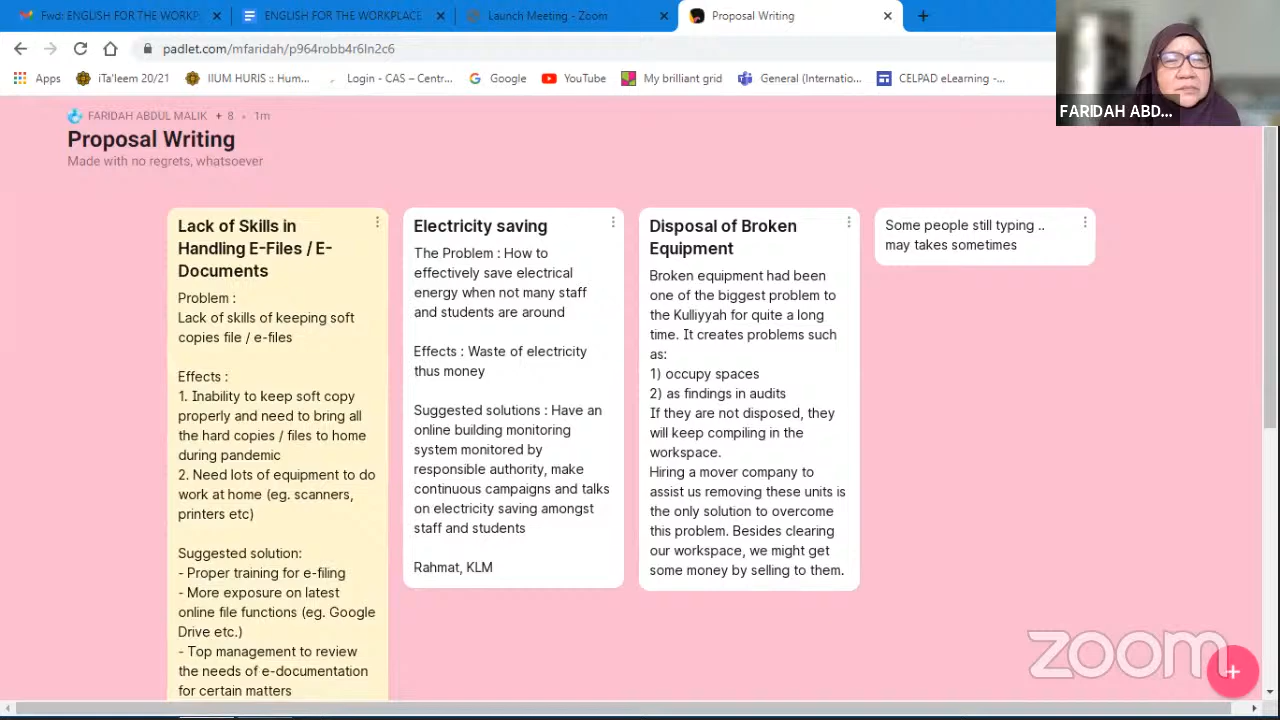 Fwd: ENGLISH FOR THE WORKP
ENGLISH FOR THE WORKPLACE
Launch Meeting - Zoom
Proposal Writing
padlet.com/mfaridah/p964robb4r6ln2c6
Apps
iTa'leem 20/21
IIUM HURIS :: Hum...
Login - CAS – Centr...
Google
YouTube
My brilliant grid
General (Internatio...
CELPAD eLearning -...
FARIDAH ABD...
FARIDAH ABDUL MALIK + 8 • 1m
Proposal Writing
Made with no regrets, whatsoever
Lack of Skills in
Handling E-Files / E-
Documents
Problem :
Lack of skills of keeping soft
copies file / e-files
Effects :
1. Inability to keep soft copy
properly and need to bring all
the hard copies / files to home
during pandemic
2. Need lots of equipment to do
work at home (eg. scanners,
printers etc)
Suggested solution:
- Proper training for e-filing
- More exposure on latest
online file functions (eg. Google
Drive etc.)
- Top management to review
the needs of e-documentation
for certain matters
Electricity saving
The Problem : How to
effectively save electrical
energy when not many staff
and students are around
Effects : Waste of electricity
thus money
Suggested solutions : Have an
online building monitoring
system monitored by
responsible authority, make
continuous campaigns and talks
on electricity saving amongst
staff and students
Rahmat, KLM
Disposal of Broken
Equipment
Broken equipment had been
one of the biggest problem to
the Kulliyyah for quite a long
time. It creates problems such
as:
1) occupy spaces
2) as findings in audits
If they are not disposed, they
will keep compiling in the
workspace.
Hiring a mover company to
assist us removing these units is
the only solution to overcome
this problem. Besides clearing
our workspace, we might get
some money by selling to them.
Some people still typing ..
may takes sometimes
zoom